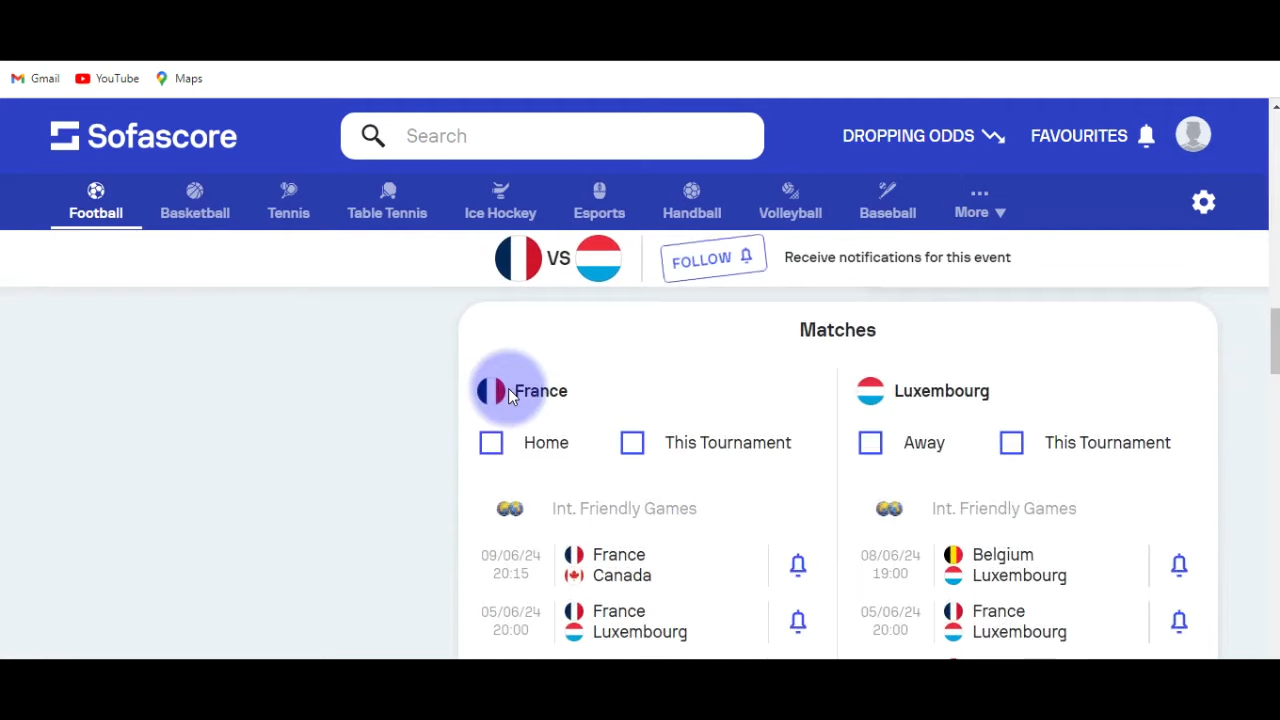 Gmail YouTube Maps
Sofascore Search DROPPING ODDS FAVOURITES
Football Basketball Tennis Table Tennis Ice Hockey Esports Handball Volleyball Baseball More
VS FOLLOW Receive notifications for this event
Matches
France Luxembourg
Home This Tournament Away This Tournament
Int. Friendly Games Int. Friendly Games
09/06/24 France 08/06/24 Belgium
20:15 Canada 19:00 Luxembourg
05/06/24 France 05/06/24 France
20:00 Luxembourg 20:00 Luxembourg